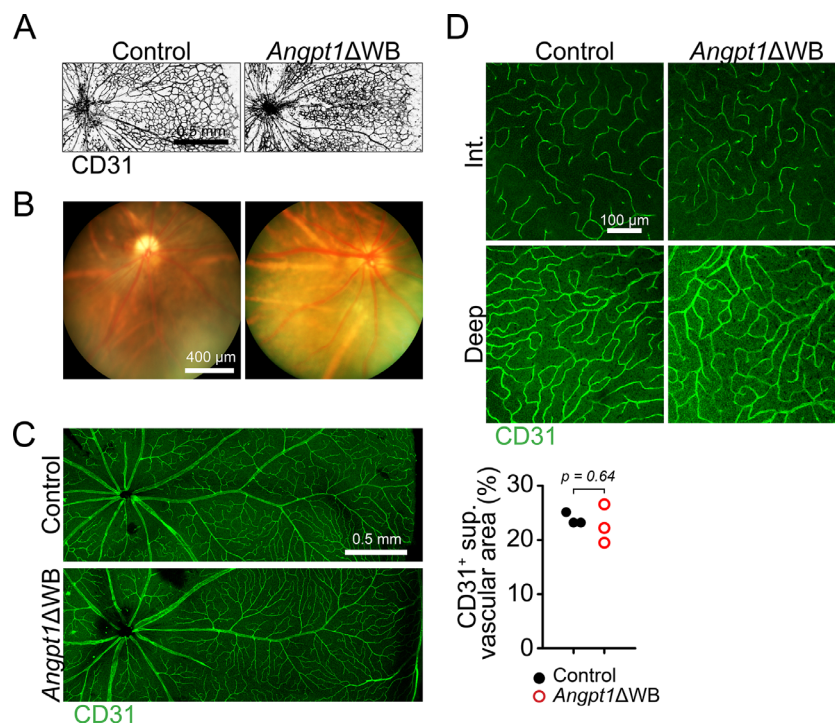 A
Control
Angpt1ΔWB
0.5 mm
CD31
B
400 µm
C
Control
0.5 mm
Angpt1ΔWB
CD31
D
Control
Angpt1ΔWB
Int.
100 µm
Deep
CD31
p = 0.64
30
20
10
0
CD31+ sup.
vascular area (%)
Control
Angpt1ΔWB